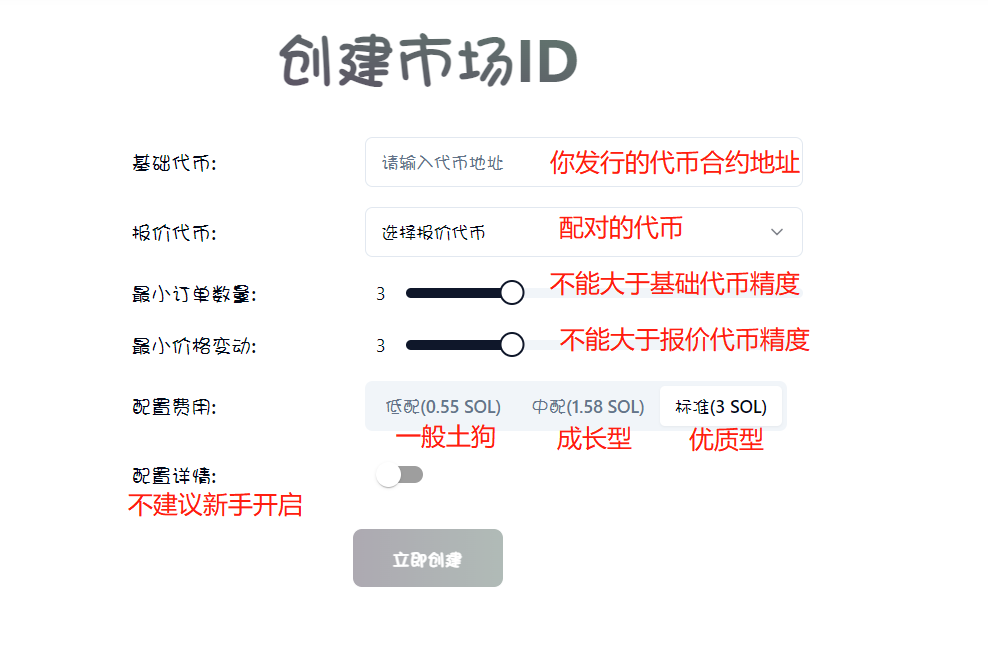 创建市场ID
基础代币:
请输入代币地址
你发行的代币合约地址
报价代币:
选择报价代币
配对的代币
最小订单数量:
3
不能大于基础代币精度
最小价格变动:
3
不能大于报价代币精度
配置费用:
低配(0.55 SOL)
中配(1.58 SOL)
标准(3 SOL)
一般土狗
成长型
优质型
配置详情:
不建议新手开启
立即创建